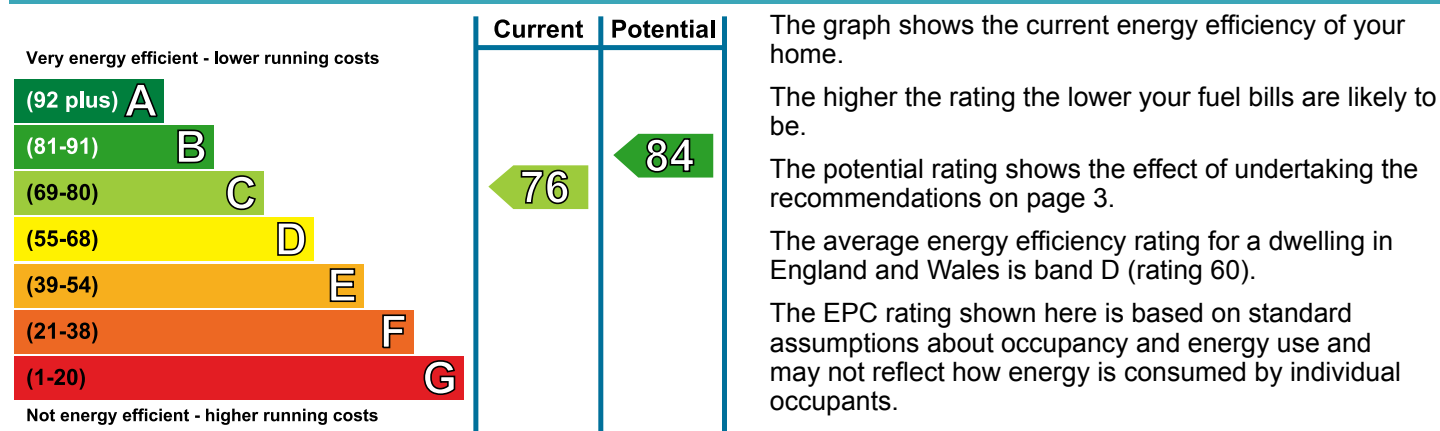 Current Potential
Very energy efficient - lower running costs
(92 plus) A
(81-91) B
(69-80) C
(55-68) D
(39-54) E
(21-38) F
(1-20) G
Not energy efficient - higher running costs
76
84
The graph shows the current energy efficiency of your
home.
The higher the rating the lower your fuel bills are likely to
be.
The potential rating shows the effect of undertaking the
recommendations on page 3.
The average energy efficiency rating for a dwelling in
England and Wales is band D (rating 60).
The EPC rating shown here is based on standard
assumptions about occupancy and energy use and
may not reflect how energy is consumed by individual
occupants.